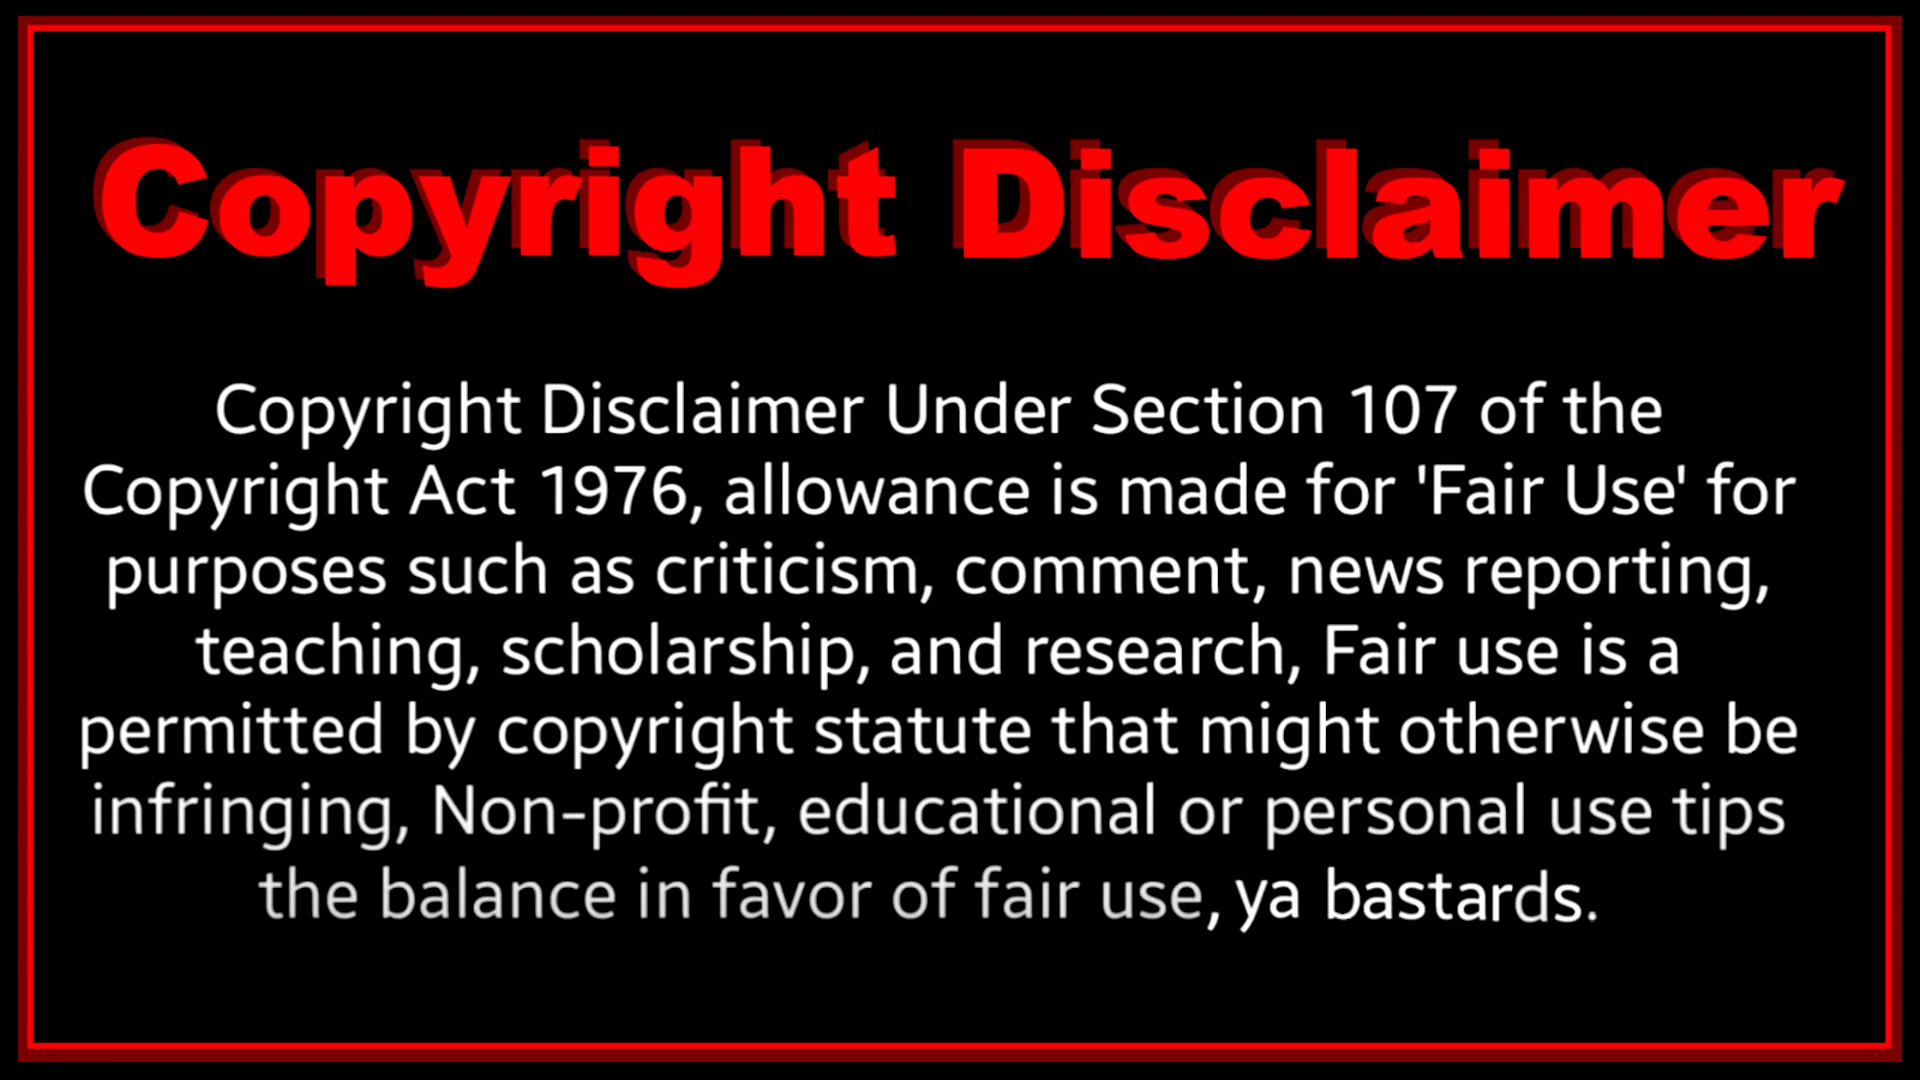 Copyright Disclaimer
Copyright Disclaimer Under Section 107 of the
Copyright Act 1976, allowance is made for 'Fair Use' for
purposes such as criticism, comment, news reporting,
teaching, scholarship, and research, Fair use is a
permitted by copyright statute that might otherwise be
infringing, Non-profit, educational or personal use tips
the balance in favor of fair use, ya bastards.